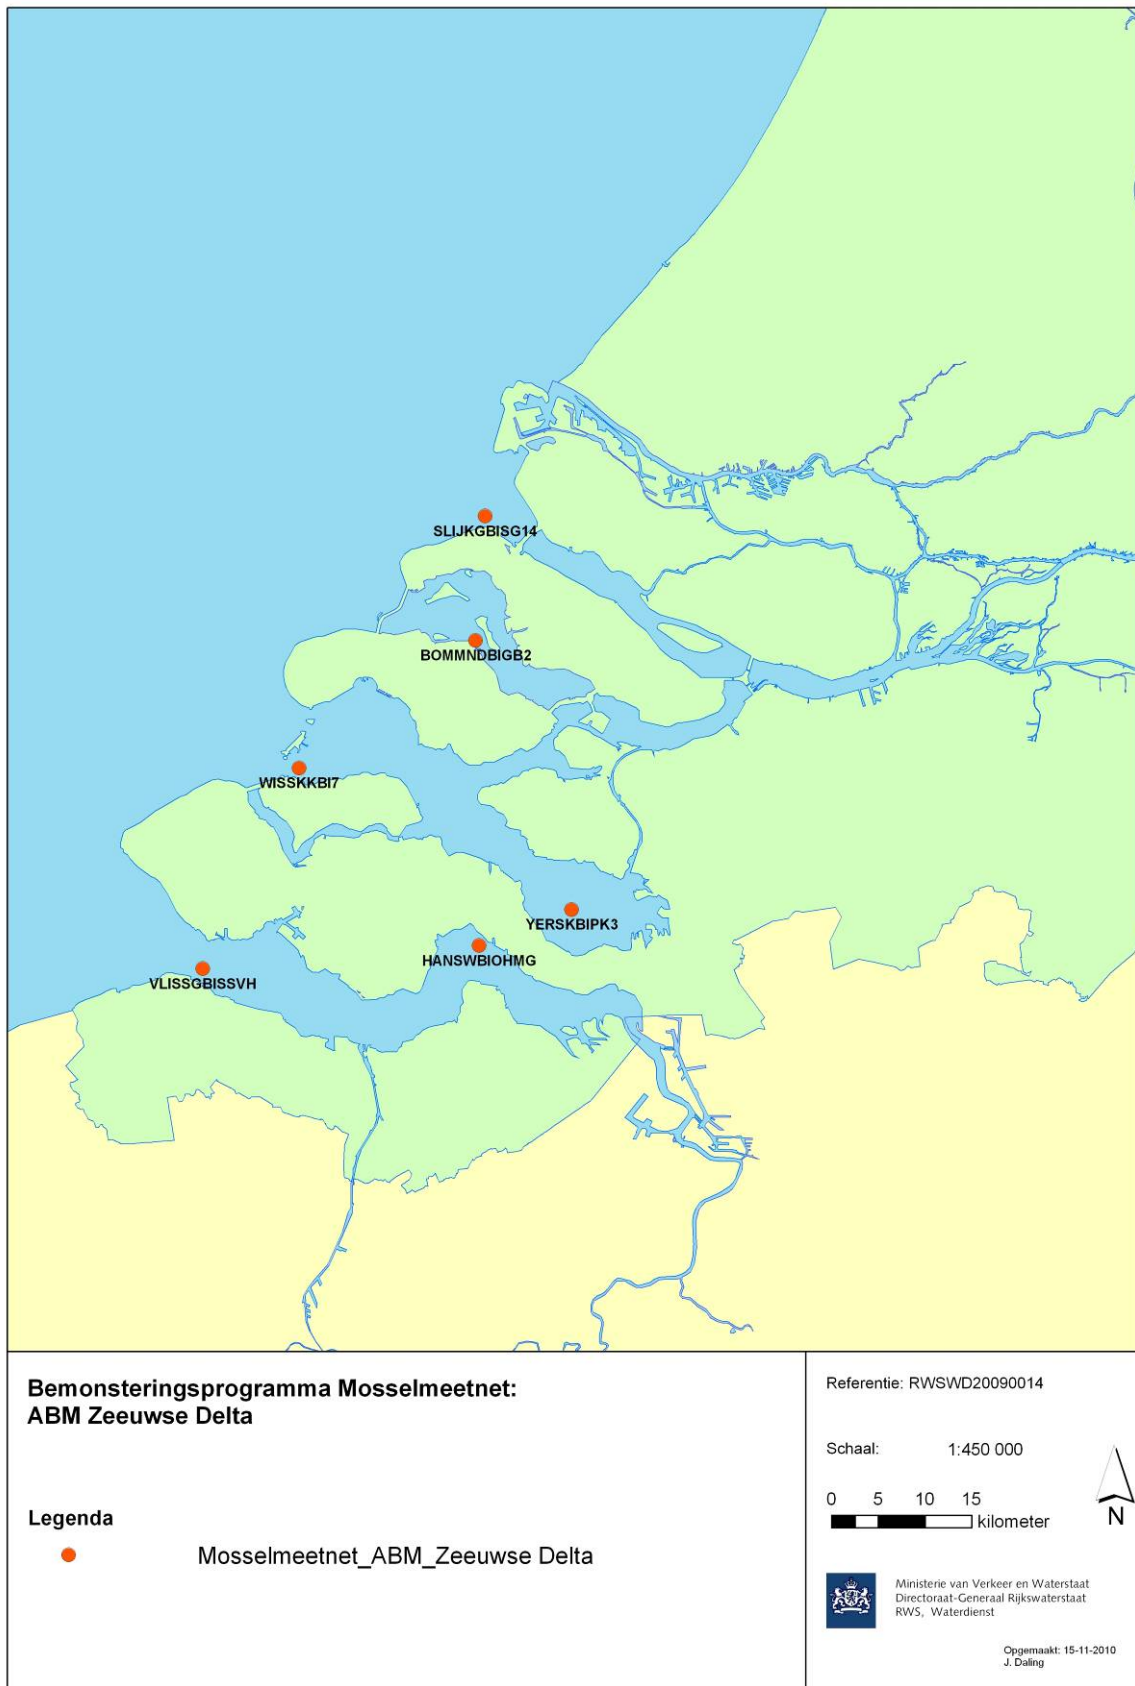 SLIJKGBISG14
BOMMNDBIGB2
WISSKKBI7
YERSKBIPK3
HANSWBIOHMG
VLISSGBISSVH
Bemonsteringsprogramma Mosselmeetnet:
ABM Zeeuwse Delta
Legenda
Mosselmeetnet_ABM_Zeeuwse Delta
Referentie: RWSWD20090014
Schaal: 1:450 000
0 5 10 15
kilometer
N
Ministerie van Verkeer en Waterstaat
Directoraat-Generaal Rijkswaterstaat
RWS, Waterdienst
Opgemaakt: 15-11-2010
J. Daling